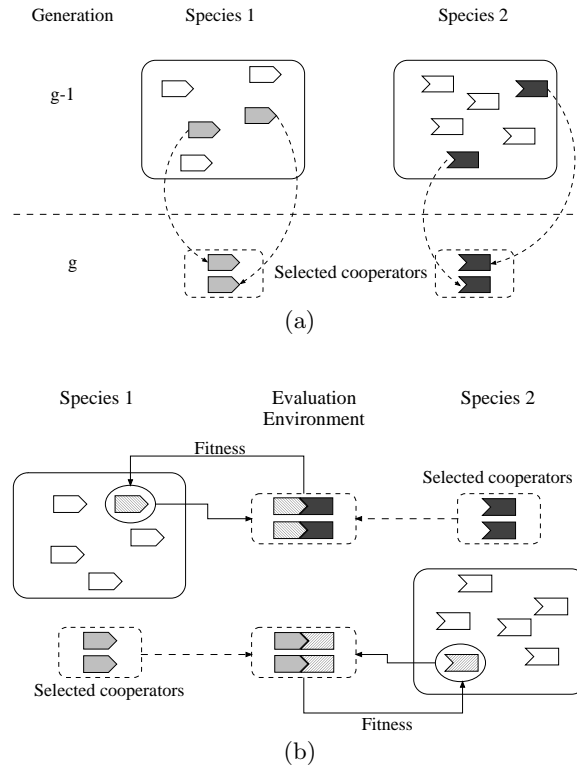 Generation Species 1 Species 2
g-1
g Selected cooperators
(a)
Species 1 Evaluation Environment Species 2
Fitness
Selected cooperators
Selected cooperators
Fitness
(b)